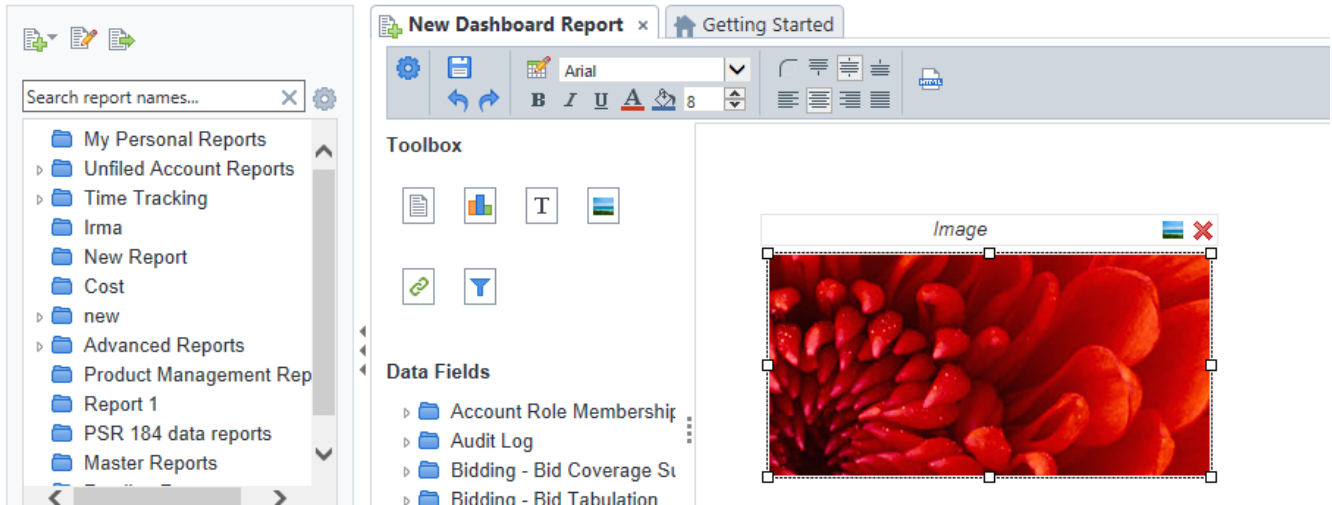 New Dashboard Report ×
Getting Started
Search report names...
My Personal Reports
Unfiled Account Reports
Time Tracking
Irma
New Report
Cost
new
Advanced Reports
Product Management Rep
Report 1
PSR 184 data reports
Master Reports
Arial
B I U A 8
HTML
Toolbox
T
Data Fields
Account Role Membership
Audit Log
Bidding - Bid Coverage Su
Bidding - Bid Tabulation
Image